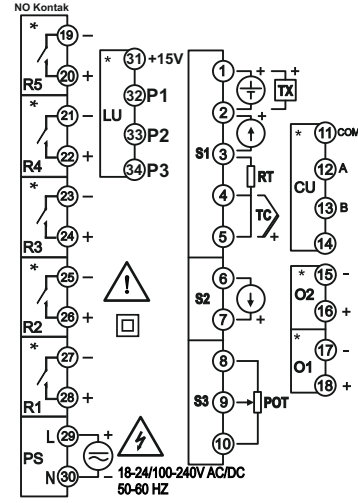 NO Kontak
* 19 −
20 +
R5
* 21 −
22 +
R4
* 23 −
24 +
R3
* 25 −
26 +
R2
* 27 −
28 +
R1
L 29 +
PS
N 30 −
18-24/100-240V AC/DC
50-60 HZ
* 31 +15V
32 P1
LU
33 P2
34 P3
!
1 + +
TX
2 − −
+
S1 3
RT
4
TC
5 +
6
S2
7 +
8
S3 9 POT
10
* 11 COM
12 A
CU
13 B
14
* 15 -
O2
16 +
* 17 -
O1
18 +